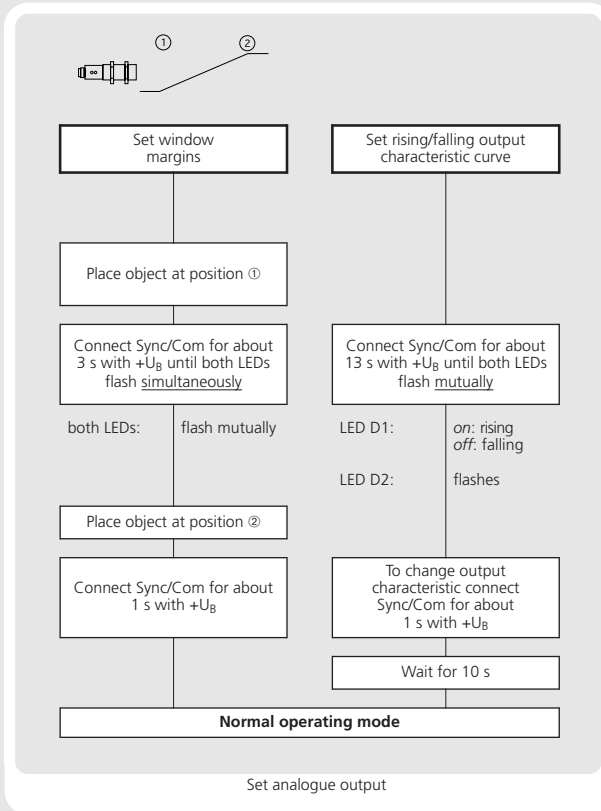 ① ②
Set window
margins
Place object at position ①
Connect Sync/Com for about
3 s with +UB until both LEDs
flash simultaneously
both LEDs: flash mutually
Place object at position ②
Connect Sync/Com for about
1 s with +UB
Set rising/falling output
characteristic curve
Connect Sync/Com for about
13 s with +UB until both LEDs
flash mutually
LED D1: on: rising
off: falling
LED D2: flashes
To change output
characteristic connect
Sync/Com for about
1 s with +UB
Wait for 10 s
Normal operating mode
Set analogue output